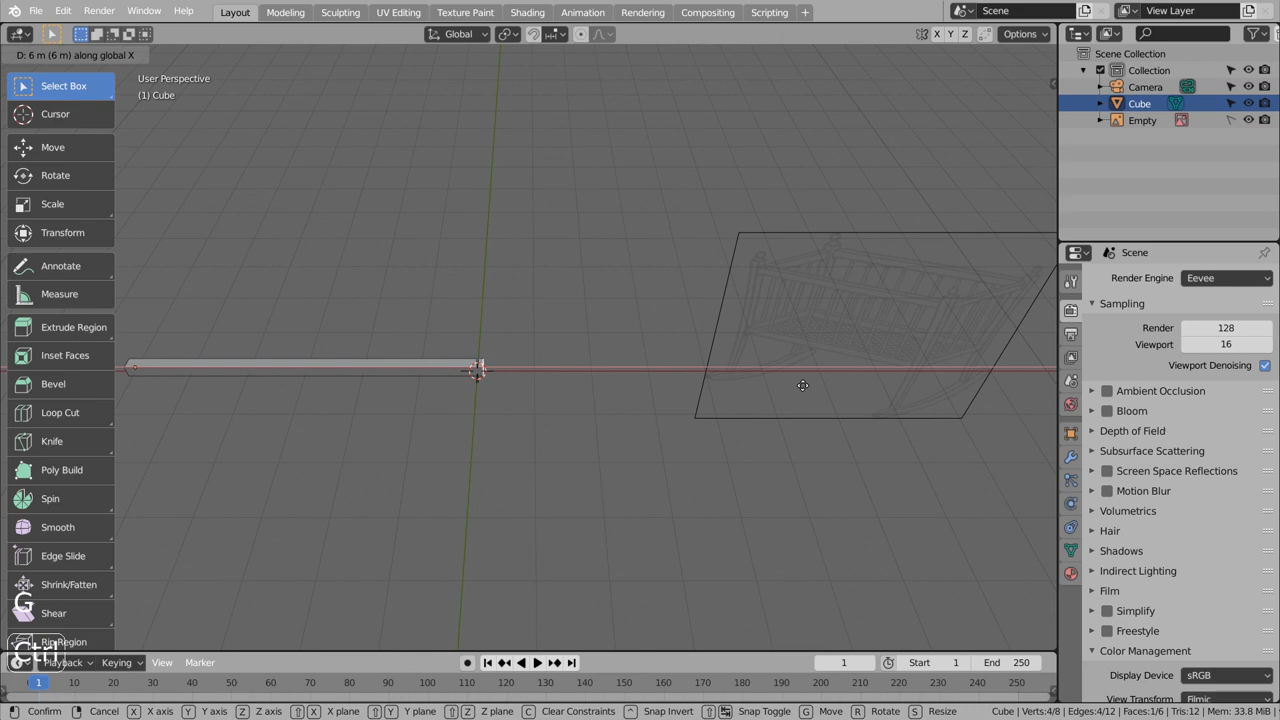 File Edit Render Window Help Layout Modeling Sculpting UV Editing Texture Paint Shading Animation Rendering Compositing Scripting + Scene View Layer
Global X Y Z Options
D: 6 m (6 m) along global X
User Perspective
(1) Cube
Select Box
Cursor
Move
Rotate
Scale
Transform
Annotate
Measure
Extrude Region
Inset Faces
Bevel
Loop Cut
Knife
Poly Build
Spin
Smooth
Edge Slide
Shrink/Fatten
Shear
Rip Region
G
Ctrl
Scene Collection
Collection
Camera
Cube
Empty
Scene
Render Engine Eevee
Sampling
Render 128
Viewport 16
Viewport Denoising
Ambient Occlusion
Bloom
Depth of Field
Subsurface Scattering
Screen Space Reflections
Motion Blur
Volumetrics
Hair
Shadows
Indirect Lighting
Film
Simplify
Freestyle
Color Management
Display Device sRGB
View Transform Filmic
Playback Keying View Marker 1 Start 1 End 250
1 10 20 30 40 50 60 70 80 90 100 110 120 130 140 150 160 170 180 190 200 210 220 230 240 250
Confirm Cancel X X axis Y Y axis Z Z axis X X plane Y Y plane Z Z plane C Clear Constraints Snap Invert Snap Toggle G Move R Rotate S Resize Cube | Verts:4/8 | Edges:4/12 | Faces:1/6 | Tris:12 | Mem: 33.8 MiB